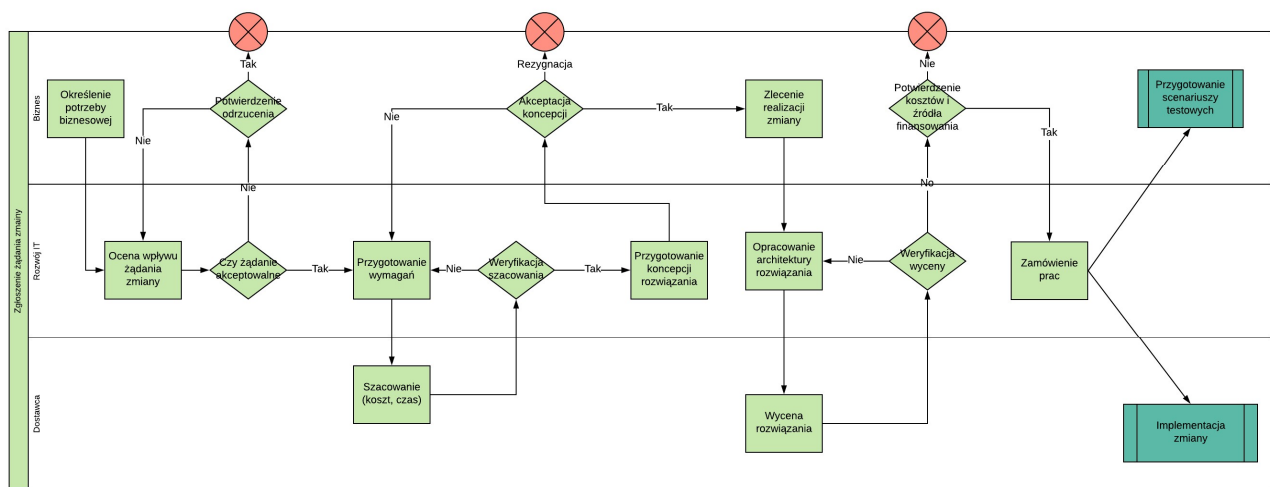 Zgłoszenie żądania zmainy
Biznes
Rozwój IT
Dostawca
Tak
Rezygnacja
Nie
Określenie
potrzeby
biznesowej
Potwierdzenie
odrzucenia
Akceptacja
koncepcji
Zlecenie
realizacji
zmiany
Potwierdzenie
kosztów i
źródła
finansowania
Przygotowanie
scenariuszy
testowych
Nie
Nie
Tak
Tak
Nie
No
Ocena wpływu
żądania
zmiany
Czy żądanie
akceptowalne
Tak
Przygotowanie
wymagań
Nie
Weryfikacja
szacowania
Tak
Przygotowanie
koncepcji
rozwiązania
Opracowanie
architektury
rozwiązania
Nie
Weryfikacja
wyceny
Zamówienie
prac
Szacowanie
(koszt, czas)
Wycena
rozwiązania
Implementacja
zmiany